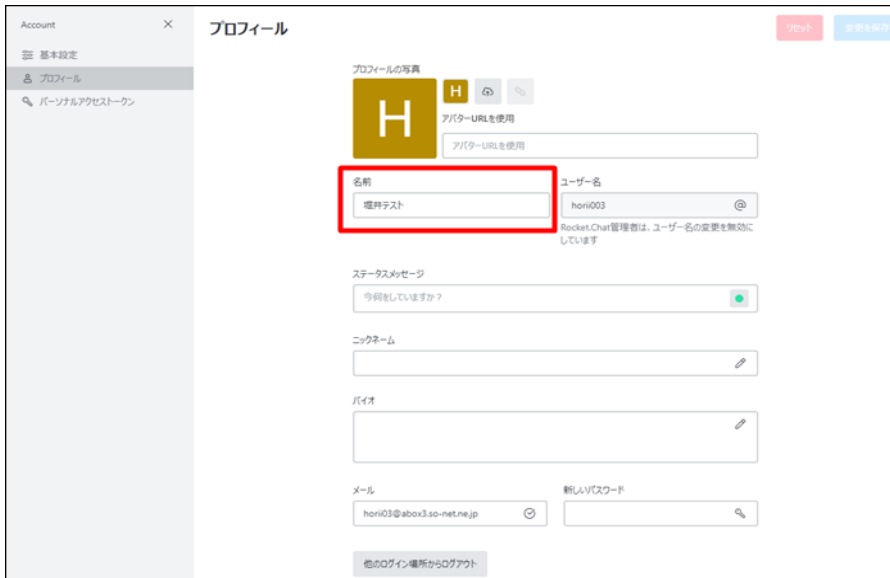 Account
基本設定
プロフィール
パーソナルアクセストークン
プロフィール
リセット
変更を保存
プロフィールの写真
H
H
アバターURLを使用
アバターURLを使用
名前
ユーザー名
堀井テスト
horii003
Rocket.Chat管理者は、ユーザー名の変更を無効に
しています
ステータスメッセージ
今何をしていますか？
ニックネーム
バイオ
メール
新しいパスワード
horii03@abox3.so-net.ne.jp
他のログイン場所からログアウト